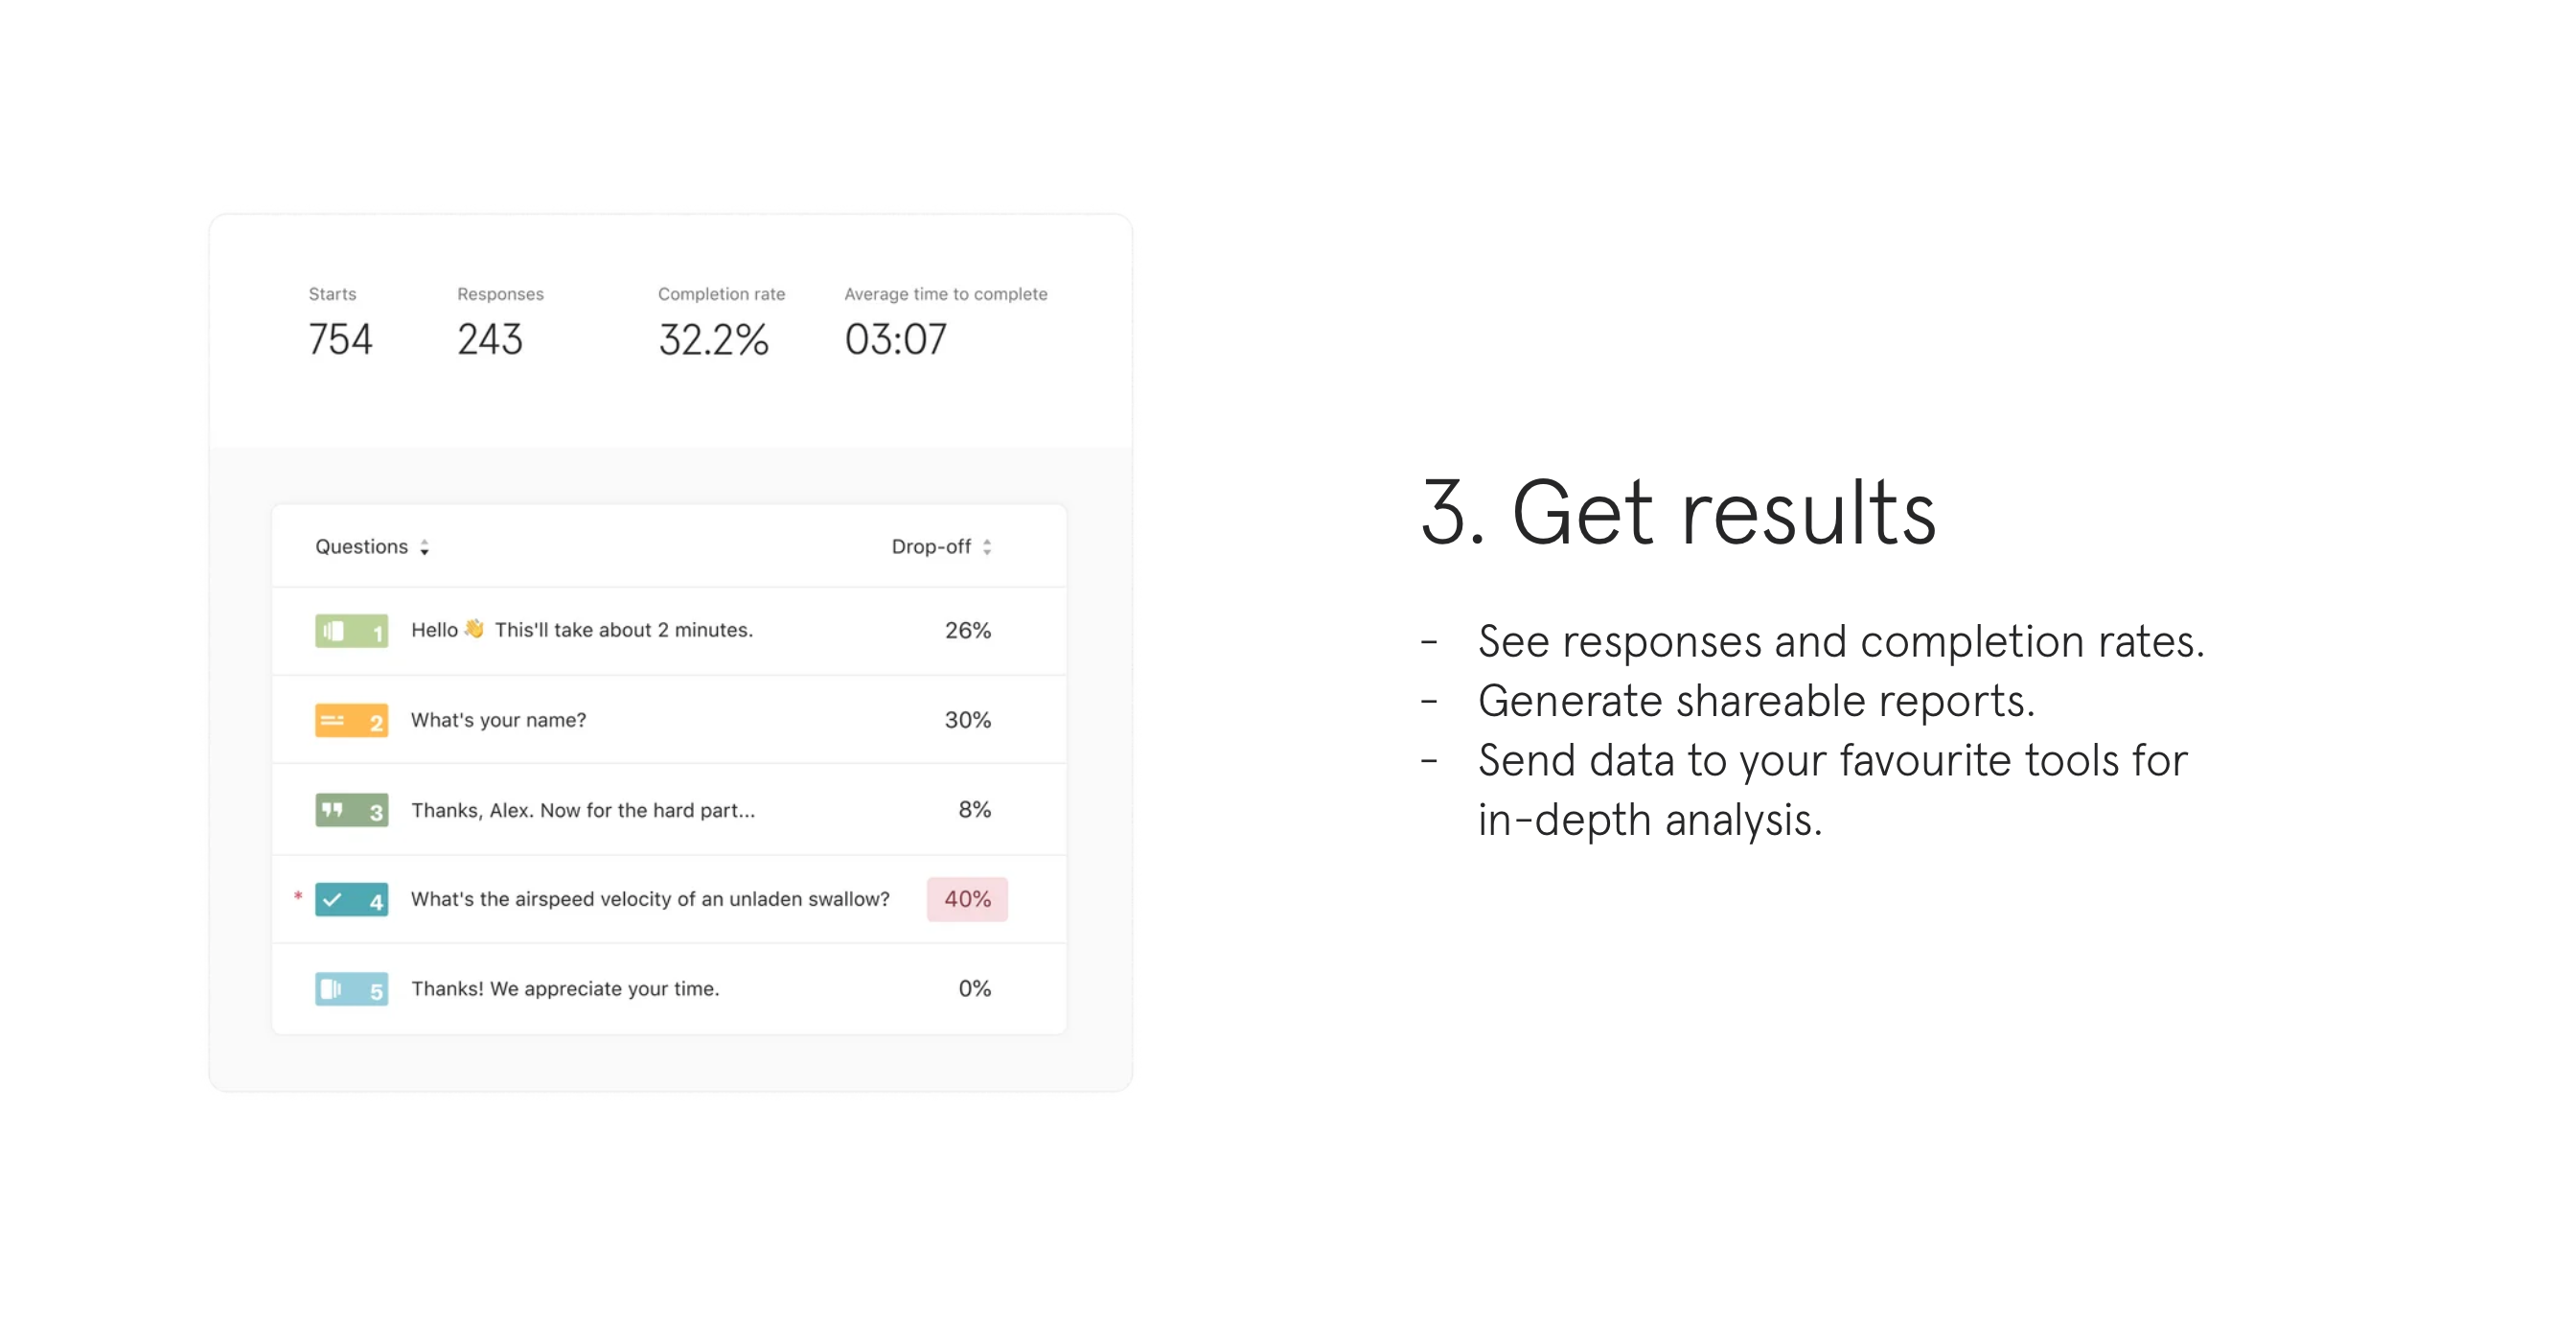 Starts Responses Completion rate Average time to complete
754 243 32.2% 03:07
Questions Drop-off
1 Hello 👋 This'll take about 2 minutes. 26%
2 What's your name? 30%
3 Thanks, Alex. Now for the hard part... 8%
* 4 What's the airspeed velocity of an unladen swallow? 40%
5 Thanks! We appreciate your time. 0%
3. Get results
- See responses and completion rates.
- Generate shareable reports.
- Send data to your favourite tools for
in-depth analysis.